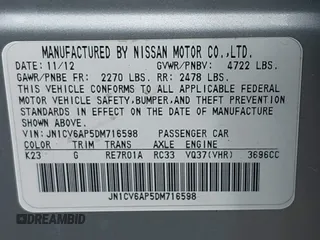 MANUFACTURED BY NISSAN MOTOR CO.,LTD.
DATE: 11/12 GVWR/PNBV: 4722 LBS.
GAWR/PNBE FR: 2270 LBS. RR: 2478 LBS.
THIS VEHICLE CONFORMS TO ALL APPLICABLE FEDERAL
MOTOR VEHICLE SAFETY,BUMPER,AND THEFT PREVENTION
STANDARDS IN EFFECT ON THE DATE OF
MANUFACTURE SHOWN ABOVE.
VIN:JN1CV6AP5DM716598 PASSENGER CAR
COLOR TRIM TRANS AXLE ENGINE
K23 G RE7R01A RC33 VQ37(VHR) 3696CC
JN1CV6AP5DM716598